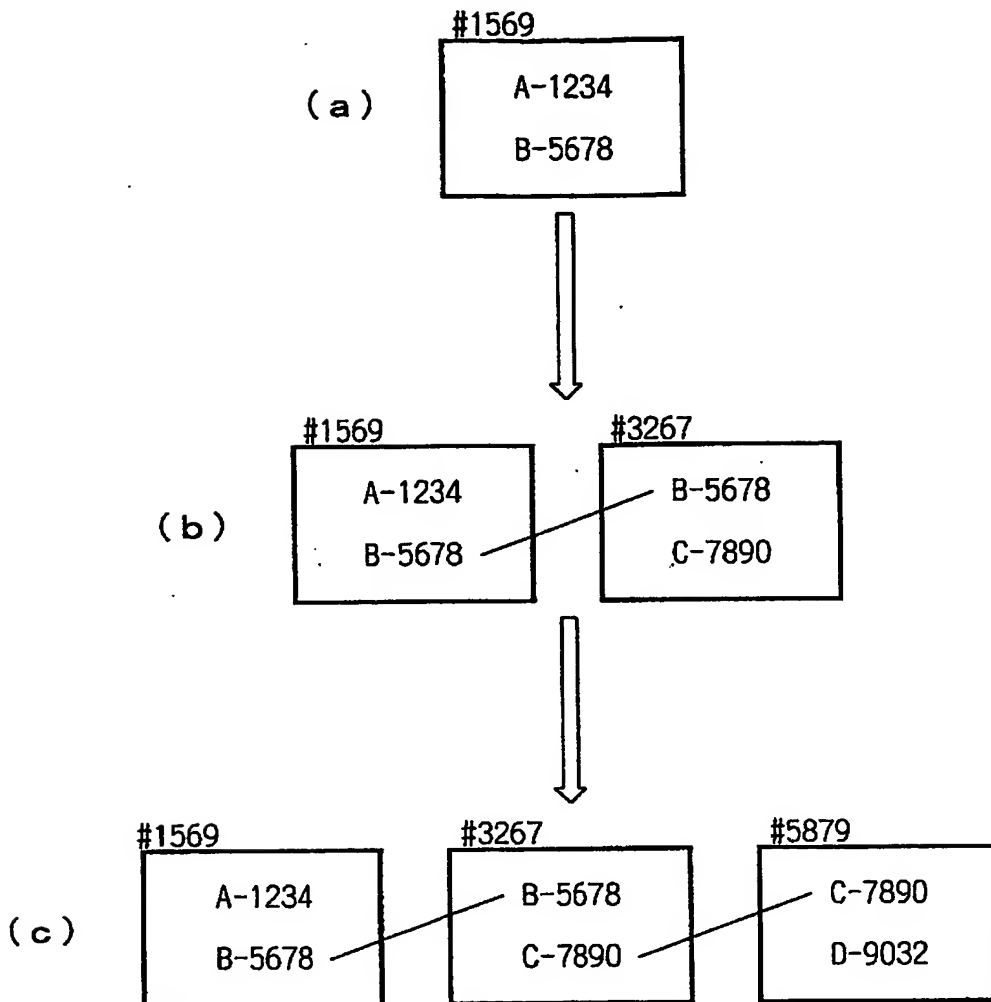 #1569
A-1234
(a)
B-5678
#1569 #3267
A-1234 B-5678
(b)
B-5678 C-7890
#1569 #3267 #5879
A-1234 B-5678 C-7890
(c)
B-5678 C-7890 D-9032